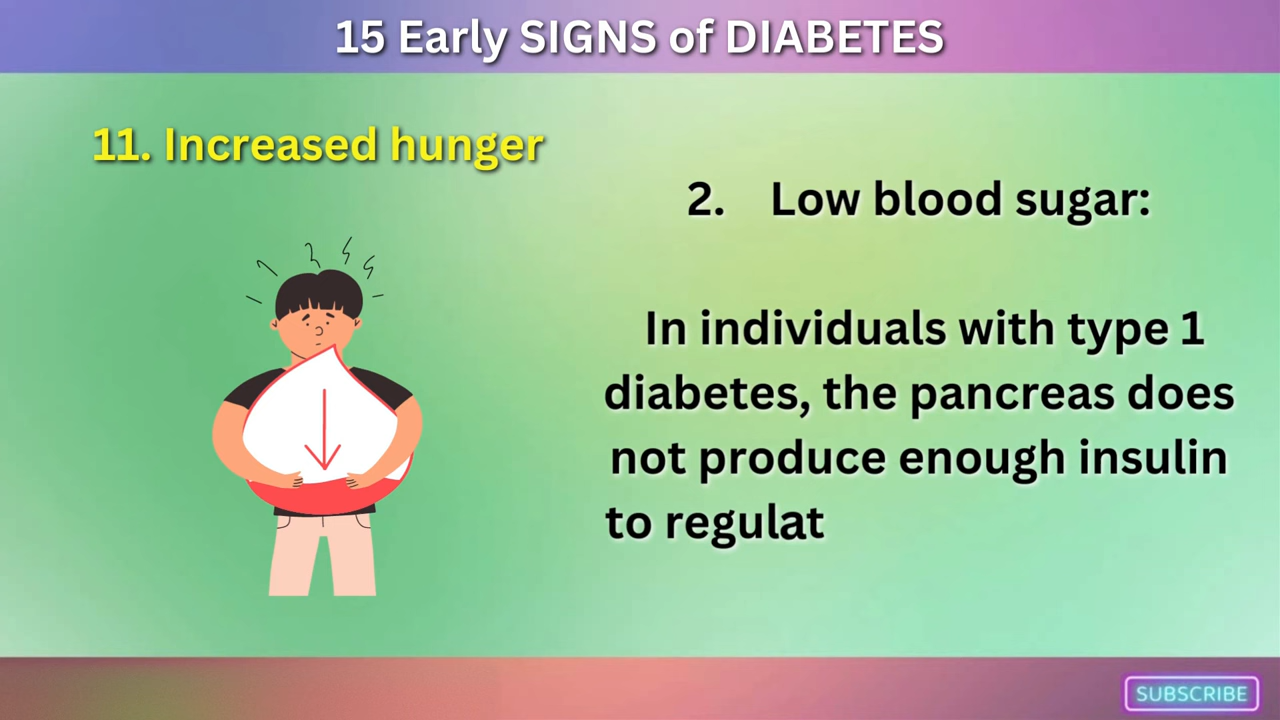 15 Early SIGNS of DIABETES
11. Increased hunger
2. Low blood sugar:
In individuals with type 1
diabetes, the pancreas does
not produce enough insulin
to regulat
SUBSCRIBE